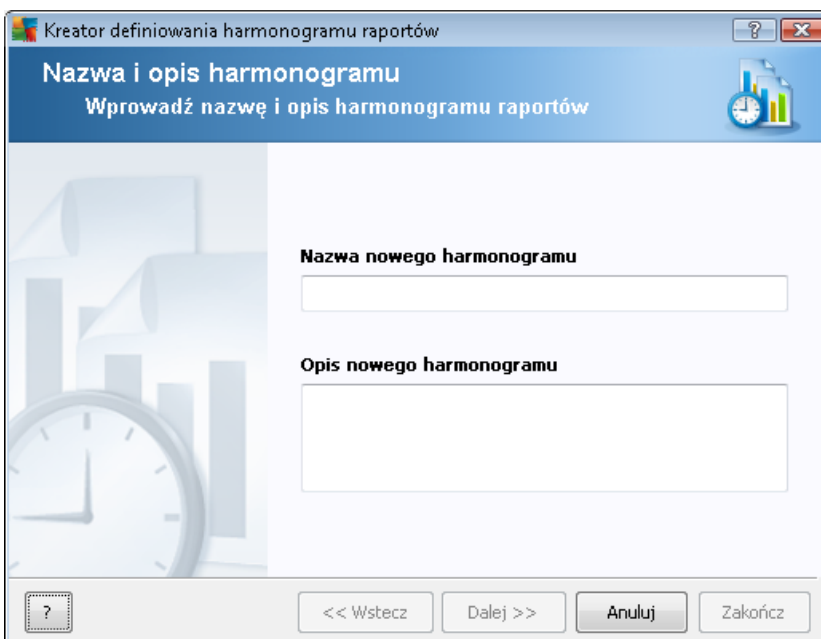 Kreator definiowania harmonogramu raportów
Nazwa i opis harmonogramu
Wprowadź nazwę i opis harmonogramu raportów
Nazwa nowego harmonogramu
Opis nowego harmonogramu
? << Wstecz Dalej >> Anuluj Zakończ